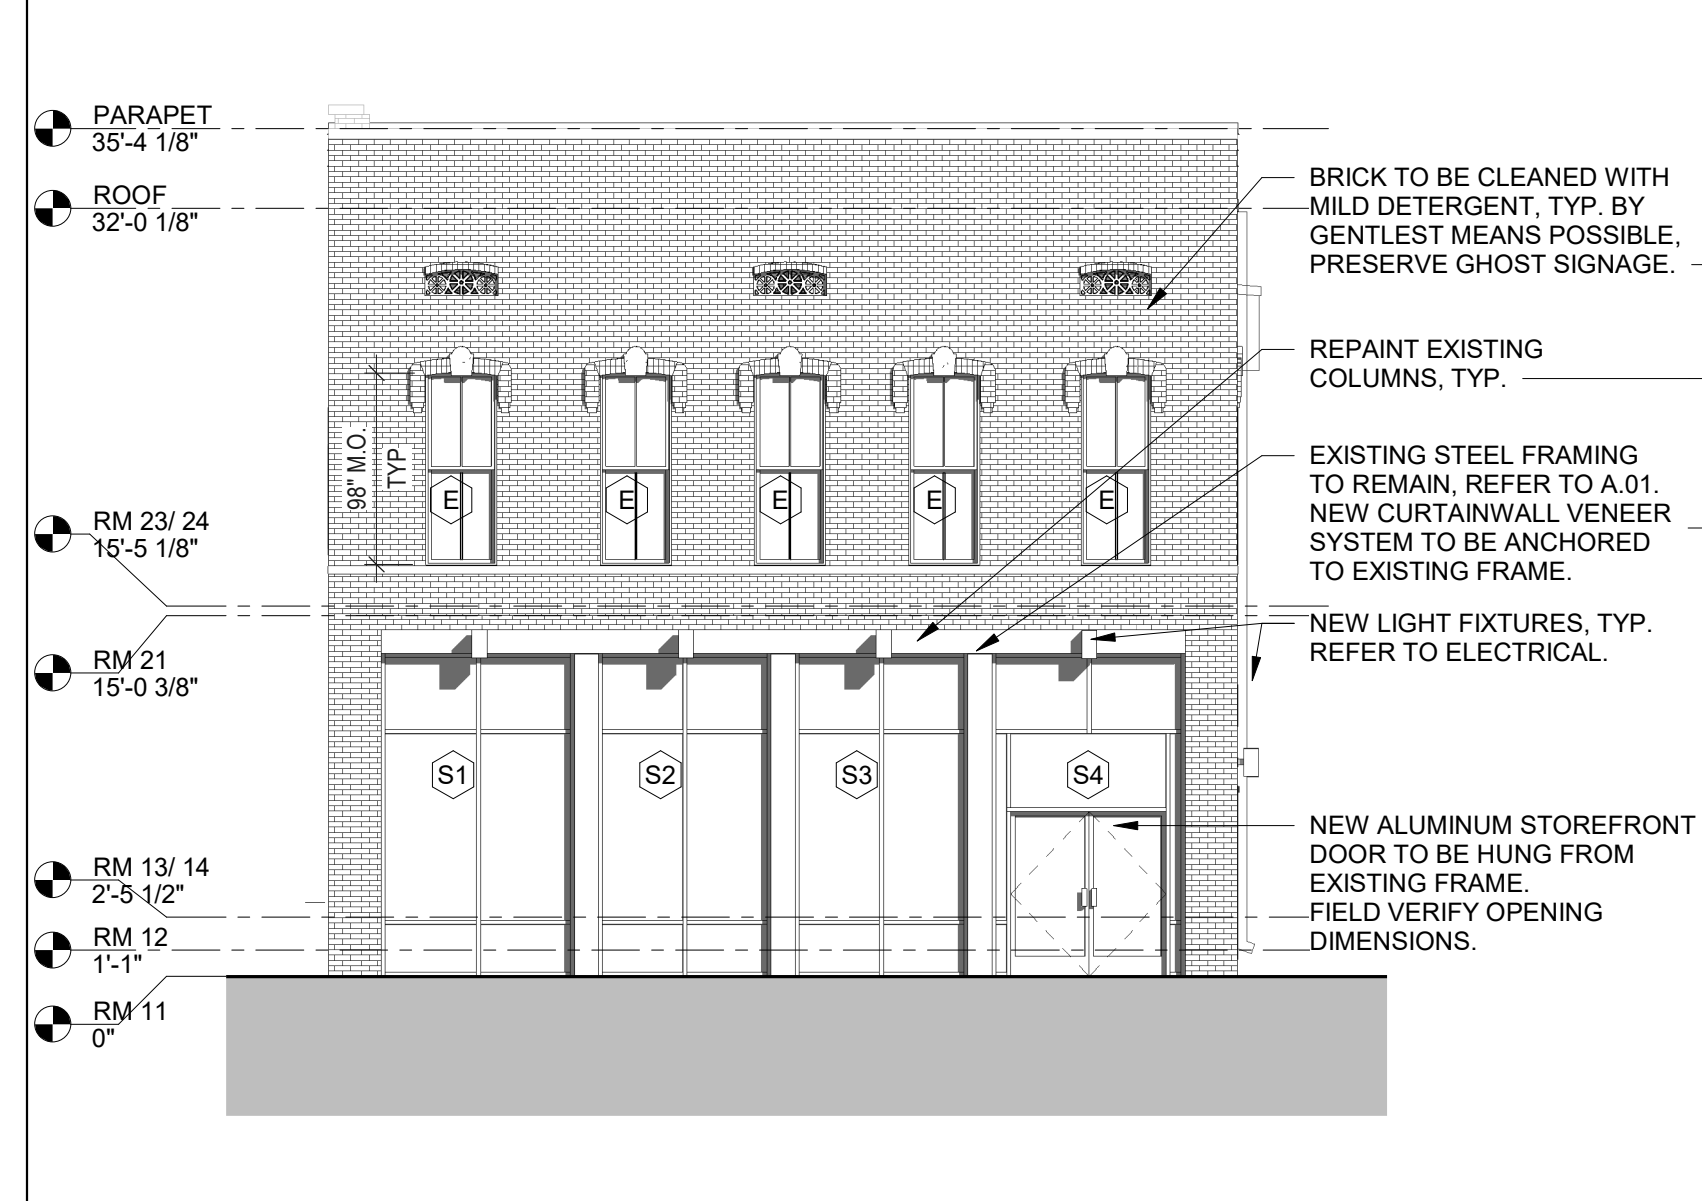 PARAPET
35'-4 1/8"
ROOF
32'-0 1/8"
RM 23/ 24
15'-5 1/8"
RM 21
15'-0 3/8"
RM 13/ 14
2'-5 1/2"
RM 12
1'-1"
RM 11
0"
98" M.O.
TYP
E
E
E
E
E
S1
S2
S3
S4
BRICK TO BE CLEANED WITH
MILD DETERGENT, TYP. BY
GENTLEST MEANS POSSIBLE,
PRESERVE GHOST SIGNAGE.
REPAINT EXISTING
COLUMNS, TYP.
EXISTING STEEL FRAMING
TO REMAIN, REFER TO A.01.
NEW CURTAINWALL VENEER
SYSTEM TO BE ANCHORED
TO EXISTING FRAME.
NEW LIGHT FIXTURES, TYP.
REFER TO ELECTRICAL.
NEW ALUMINUM STOREFRONT
DOOR TO BE HUNG FROM
EXISTING FRAME.
FIELD VERIFY OPENING
DIMENSIONS.